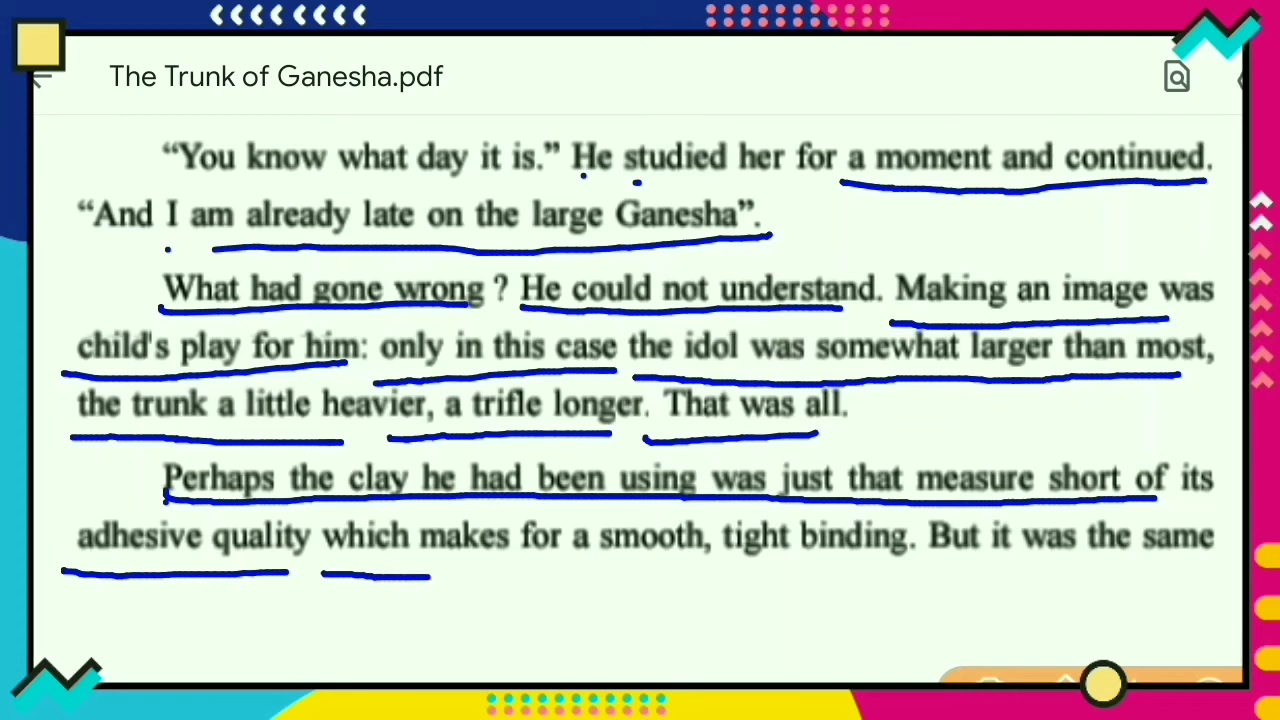 The Trunk of Ganesha.pdf
“You know what day it is.” He studied her for a moment and continued.
“And I am already late on the large Ganesha”.
What had gone wrong ? He could not understand. Making an image was
child's play for him: only in this case the idol was somewhat larger than most,
the trunk a little heavier, a trifle longer. That was all.
Perhaps the clay he had been using was just that measure short of its
adhesive quality which makes for a smooth, tight binding. But it was the same